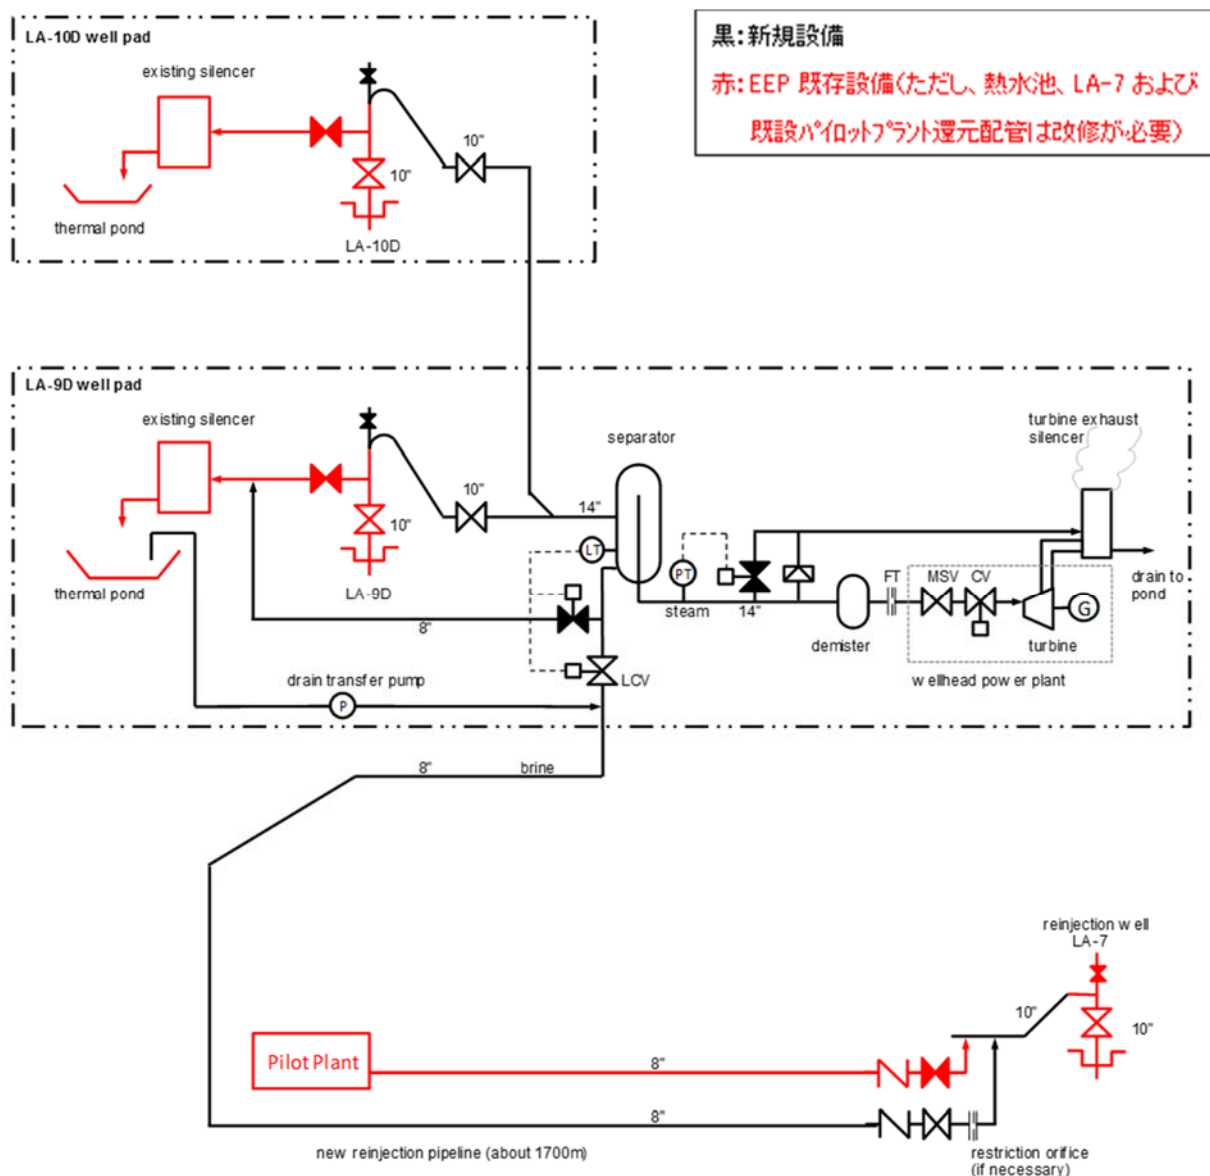 黒:新規設備
赤:EEP 既存設備(ただし、熱水池、LA-7 および
既設パイロットプラント還元配管は改修が必要)
LA-10D well pad
existing silencer
10"
10"
thermal pond
LA-10D
LA-9D well pad
existing silencer
separator
turbine exhaust
silencer
10"
14"
10"
LT
PT
FT
MSV
CV
drain to
pond
thermal pond
LA-9D
steam
14"
G
8"
demister
turbine
drain transfer pump
LCV
wellhead power plant
P
8"
brine
reinjection well
LA-7
10"
10"
Pilot Plant
8"
8"
new reinjection pipeline (about 1700m)
restriction orifice
(if necessary)